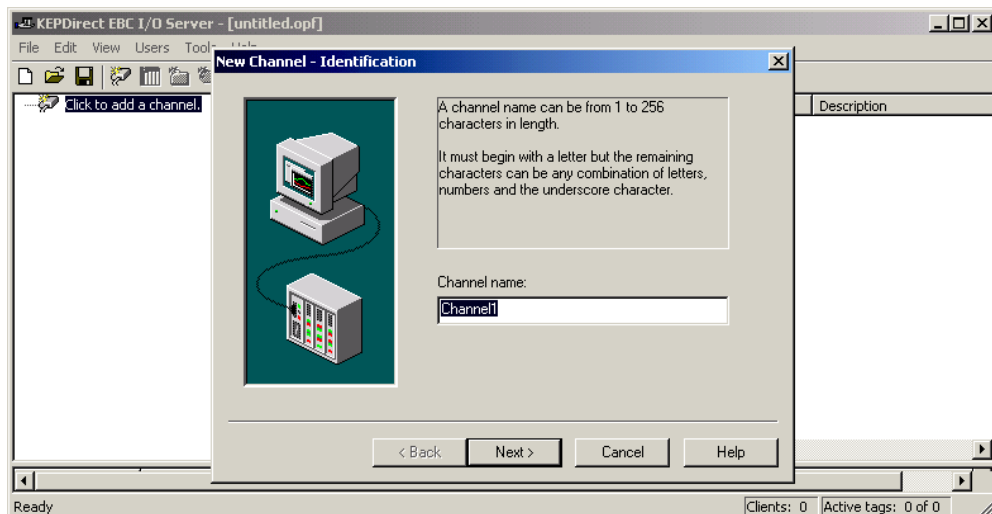 KEPDirect EBC I/O Server - [untitled.opf]
File Edit View Users Tools Help
New Channel - Identification
Click to add a channel.
Description
A channel name can be from 1 to 256
characters in length.
It must begin with a letter but the remaining
characters can be any combination of letters,
numbers and the underscore character.
Channel name:
Channel1
< Back Next > Cancel Help
Ready Clients: 0 Active tags: 0 of 0